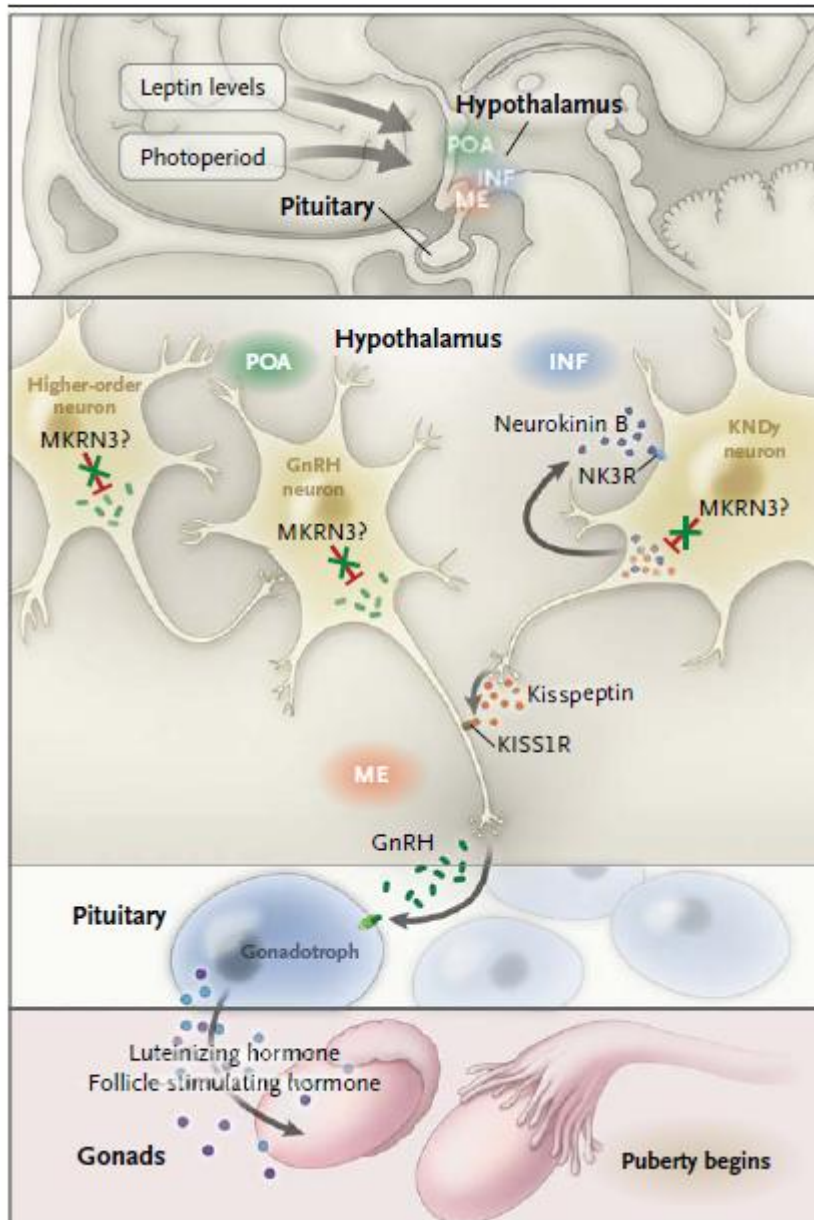 Leptin levels
Hypothalamus
POA
Photoperiod
INF
ME
Pituitary
Hypothalamus
POA
INF
Higher-order
neuron
MKRN3?
Neurokinin B
KNDy
neuron
GnRH
neuron
NK3R
MKRN3?
MKRN3?
Kisspeptin
KISS1R
ME
GnRH
Pituitary
Gonadotroph
Luteinizing hormone
Follicle-stimulating hormone
Gonads
Puberty begins